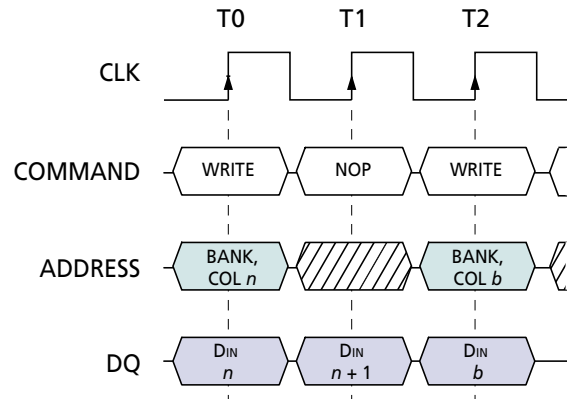 T0 T1 T2
CLK
COMMAND WRITE NOP WRITE
ADDRESS BANK, COL n BANK, COL b
DQ DIN n DIN n + 1 DIN b